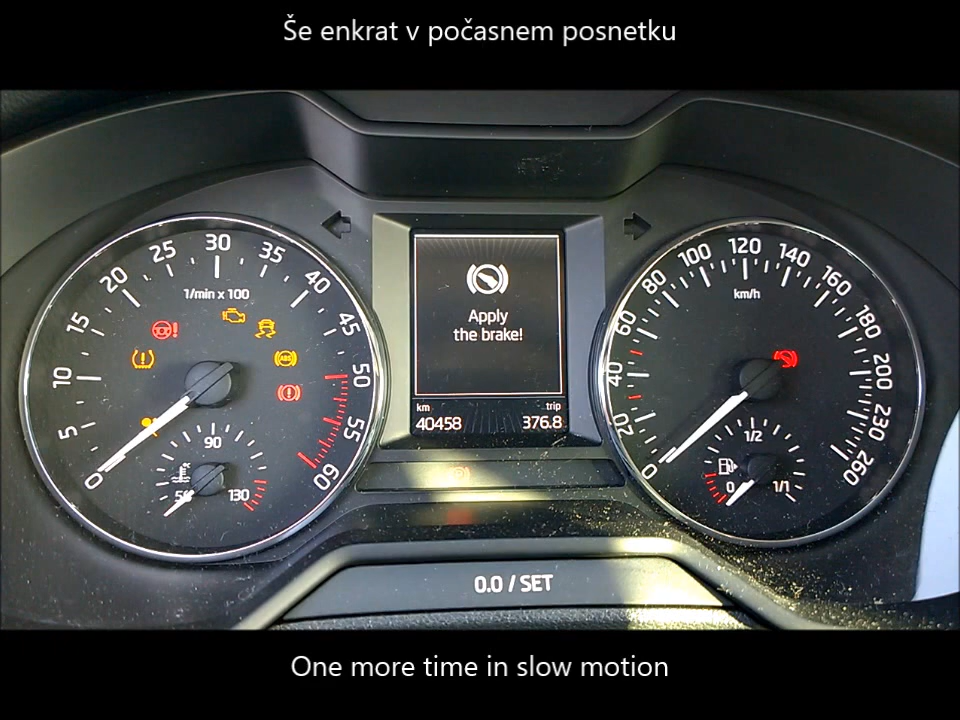 Še enkrat v počasnem posnetku
0 5 10 15 20 25 30 35 40 45 50 55 60
1/min x 100
ABS
90
130
Apply
the brake!
km trip
40458 376.8
0 20 40 60 80 100 120 140 160 180 200 230 260
km/h
1/2
0 1/1
0.0 / SET
One more time in slow motion